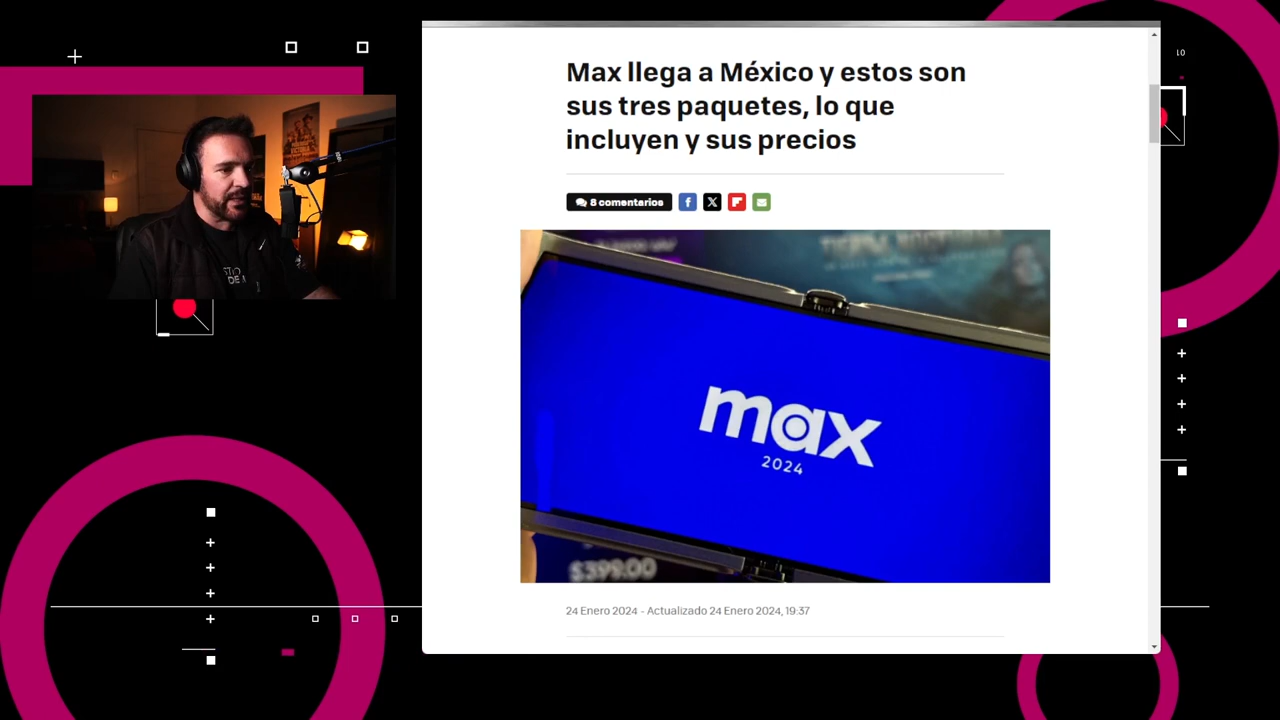 Max llega a México y estos son
sus tres paquetes, lo que
incluyen y sus precios
8 comentarios
max
2024
$399.00
24 Enero 2024 - Actualizado 24 Enero 2024, 19:37
10